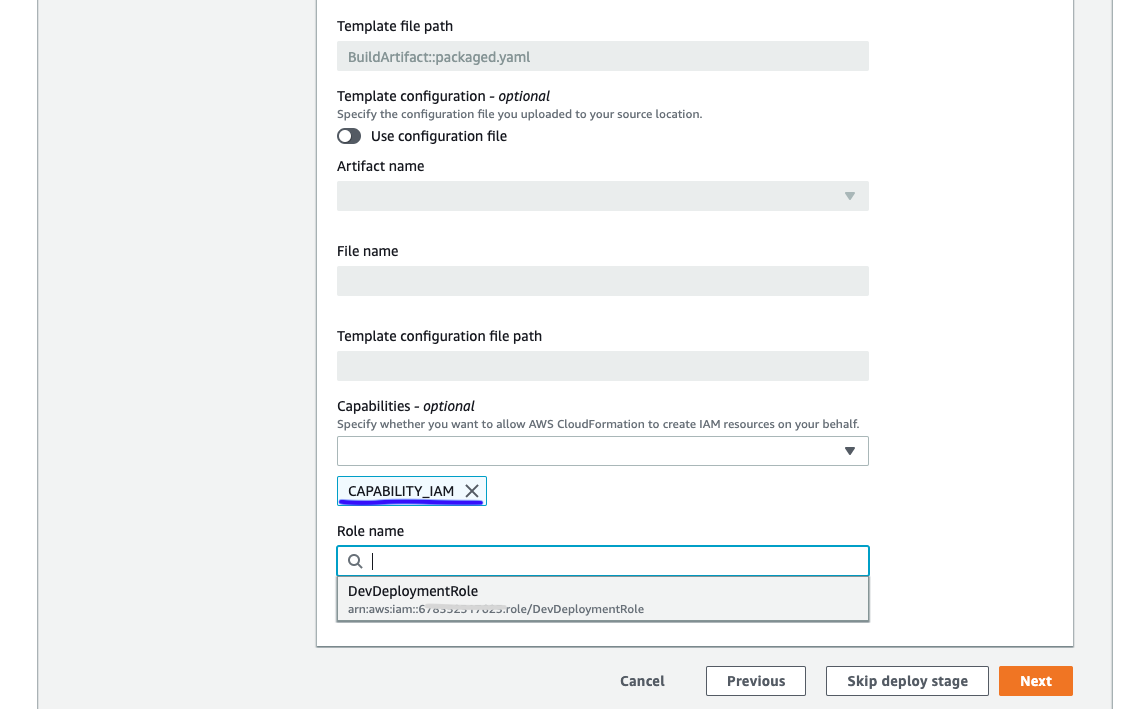 Template file path
BuildArtifact::packaged.yaml
Template configuration - optional
Specify the configuration file you uploaded to your source location.
Use configuration file
Artifact name
File name
Template configuration file path
Capabilities - optional
Specify whether you want to allow AWS CloudFormation to create IAM resources on your behalf.
CAPABILITY_IAM
Role name
DevDeploymentRole
arn:aws:iam:: role/DevDeploymentRole
Cancel
Previous
Skip deploy stage
Next